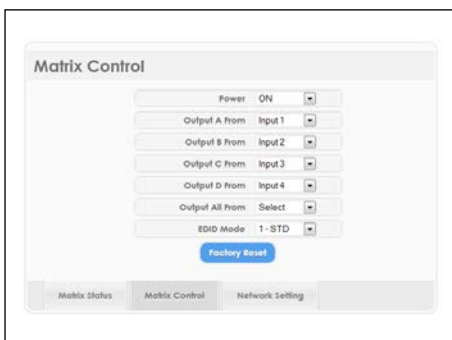 Matrix Control
Power ON
Output A From Input 1
Output B From Input 2
Output C From Input 3
Output D From Input 4
Output All From Select
EDID Mode 1 - STD
Factory Reset
Matrix Status Matrix Control Network Setting